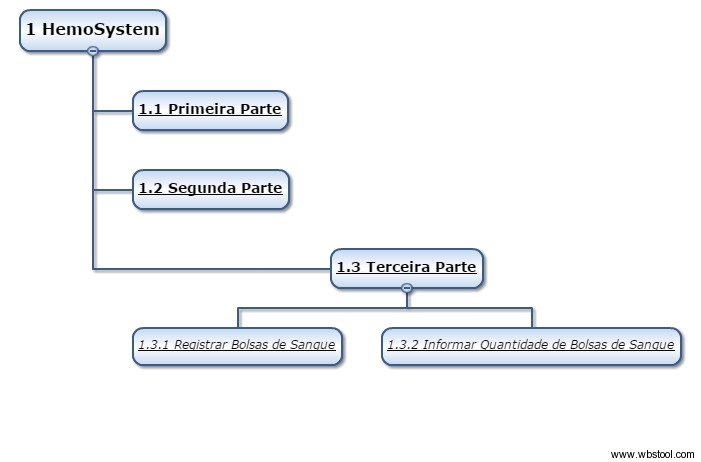 1 HemoSystem
1.1 Primeira Parte
1.2 Segunda Parte
1.3 Terceira Parte
1.3.1 Registrar Bolsas de Sangue
1.3.2 Informar Quantidade de Bolsas de Sangue
www.wbstool.com